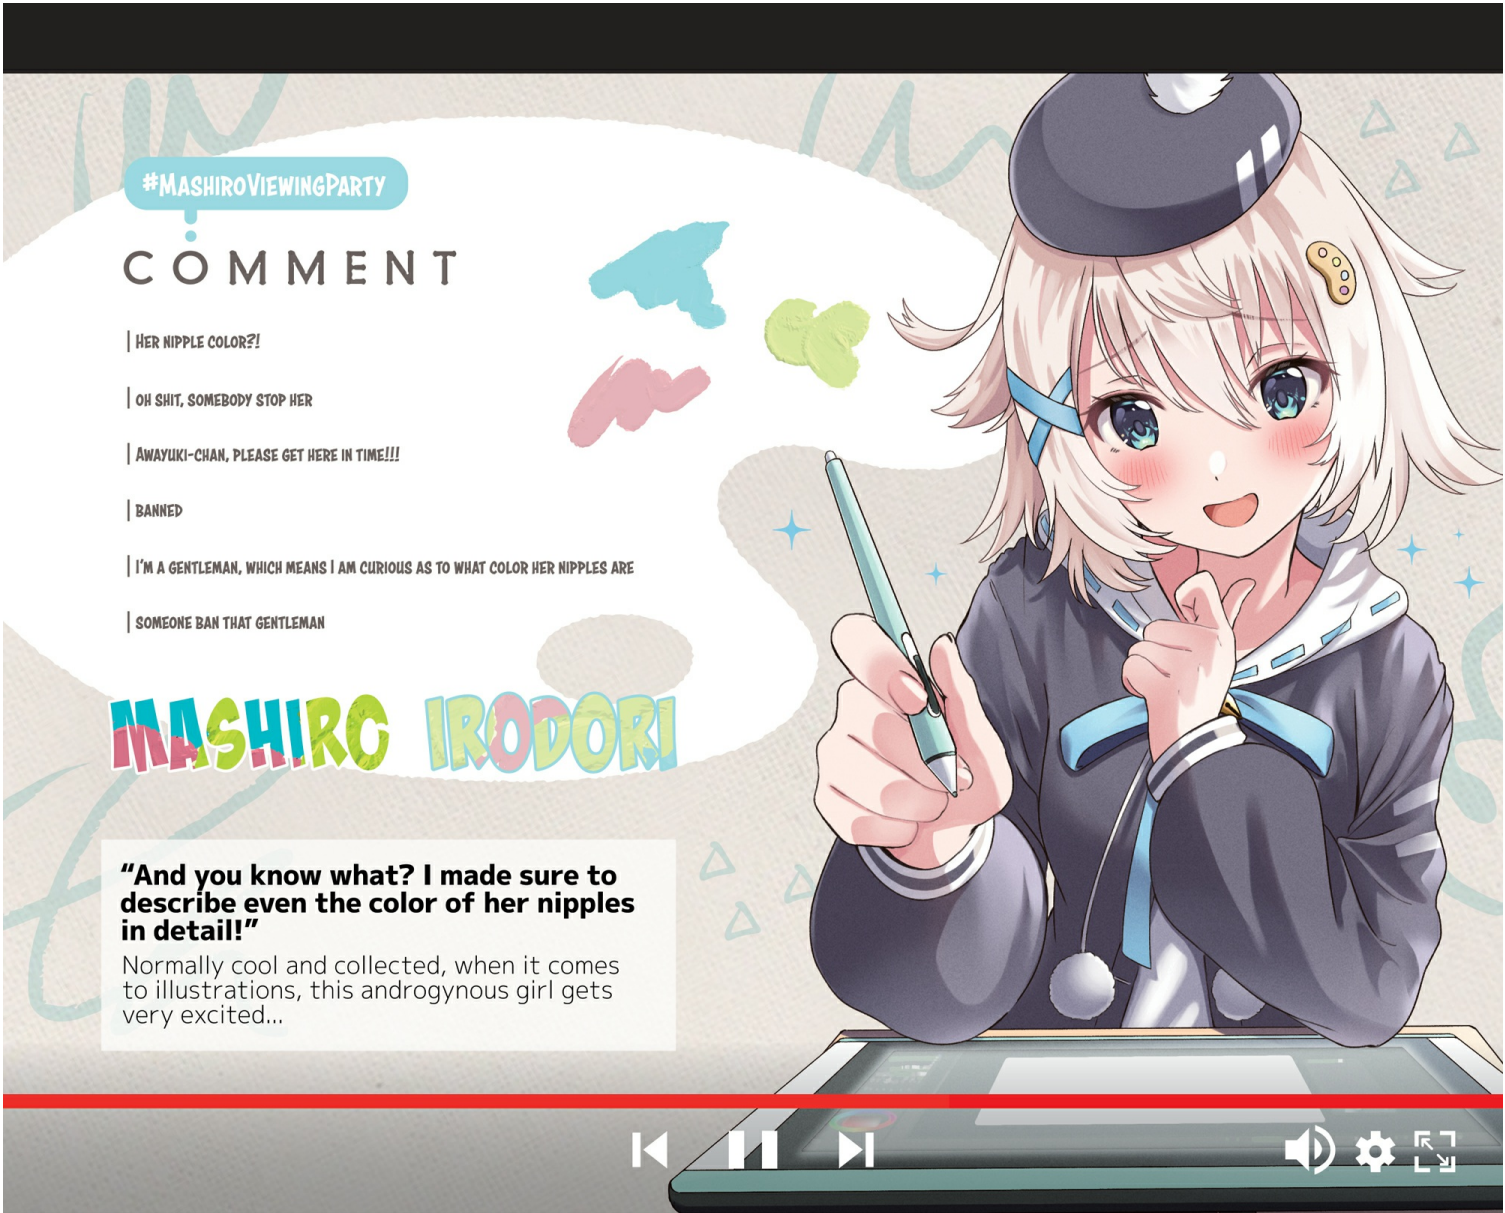 #MashiroViewingParty
COMMENT
Her nipple color?!
Oh shit, somebody stop her
Awayuki-chan, please get here in time!!!
Banned
I'm a gentleman, which means I am curious as to what color her nipples are
Someone ban that gentleman
MASHIRO IRODORI
“And you know what? I made sure to
describe even the color of her nipples
in detail!”
Normally cool and collected, when it comes
to illustrations, this androgynous girl gets
very excited...